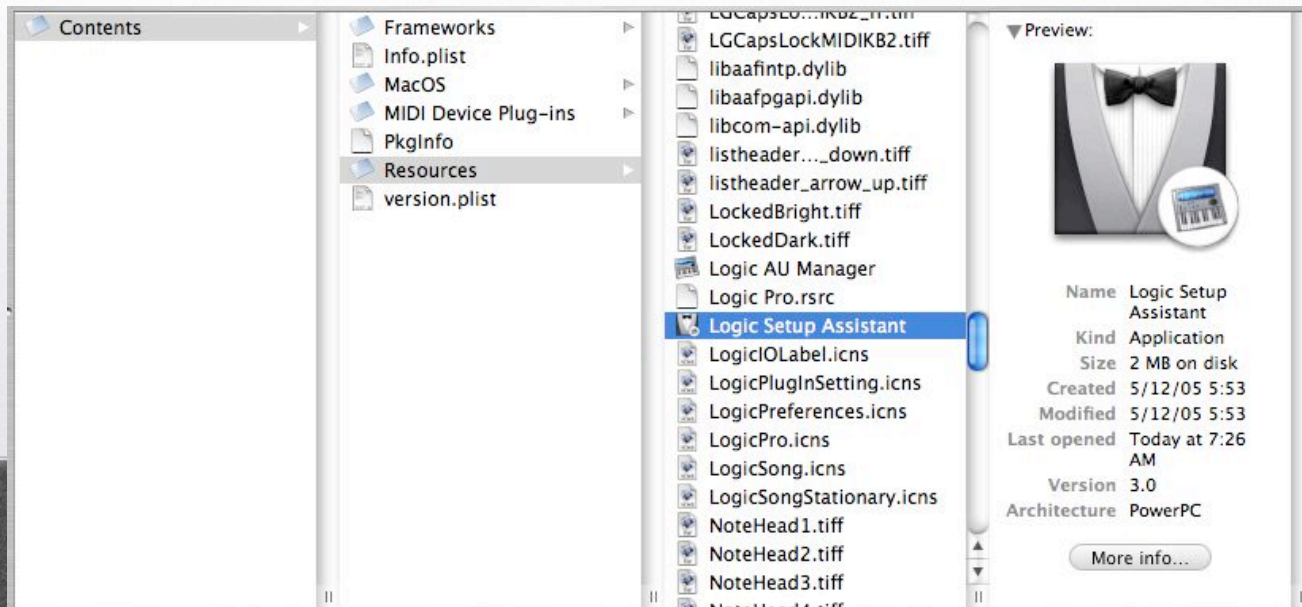 Contents
Frameworks
Info.plist
MacOS
MIDI Device Plug-ins
PkgInfo
Resources
version.plist
LGCapsLockMIDIKB2.tiff
libaafintp.dylib
libaafpgapi.dylib
libcom-api.dylib
listheader..._down.tiff
listheader_arrow_up.tiff
LockedBright.tiff
LockedDark.tiff
Logic AU Manager
Logic Pro.rsrc
Logic Setup Assistant
LogicIOLabel.icns
LogicPlugInSetting.icns
LogicPreferences.icns
LogicPro.icns
LogicSong.icns
LogicSongStationary.icns
NoteHead1.tiff
NoteHead2.tiff
NoteHead3.tiff
Preview:
Name Logic Setup
Assistant
Kind Application
Size 2 MB on disk
Created 5/12/05 5:53
Modified 5/12/05 5:53
Last opened Today at 7:26
AM
Version 3.0
Architecture PowerPC
More info...